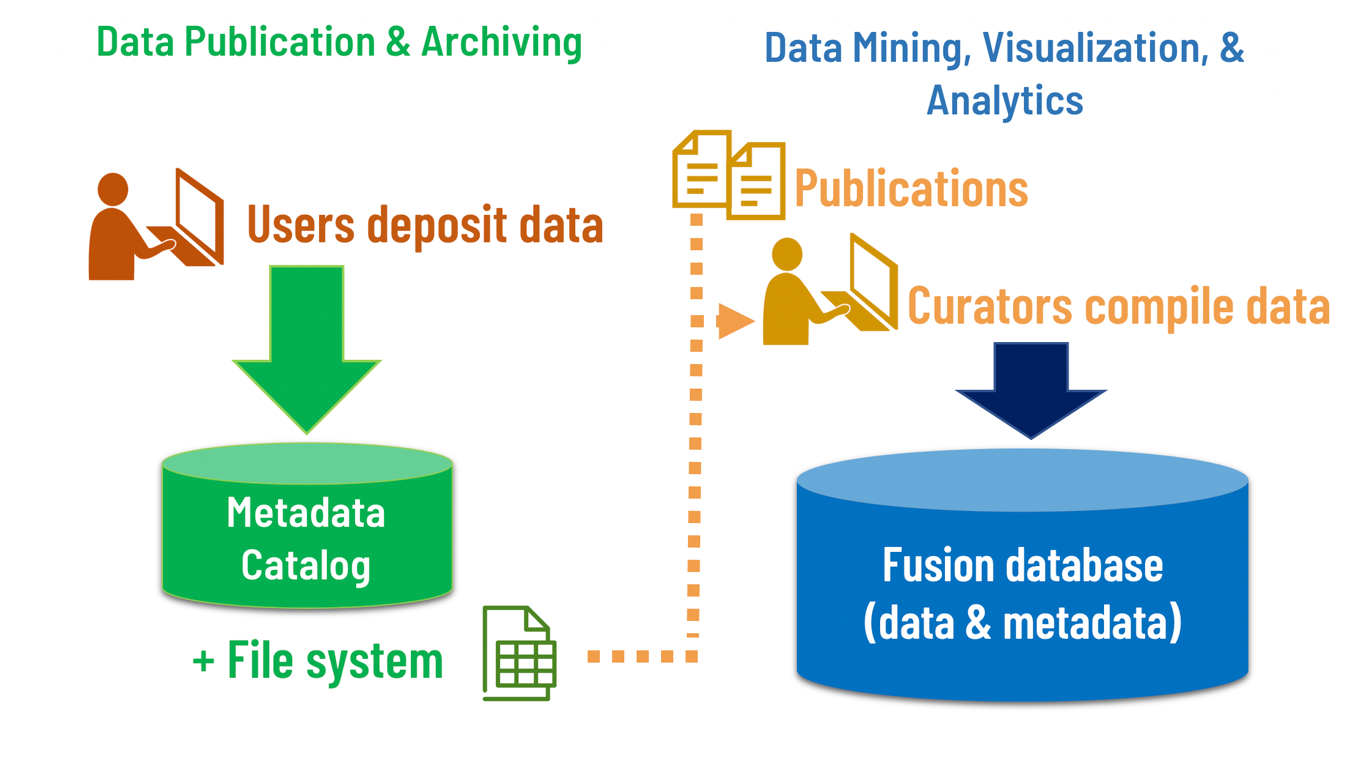 Data Publication & Archiving
Users deposit data
Metadata
Catalog
+ File system
Data Mining, Visualization, &
Analytics
Publications
Curators compile data
Fusion database
(data & metadata)